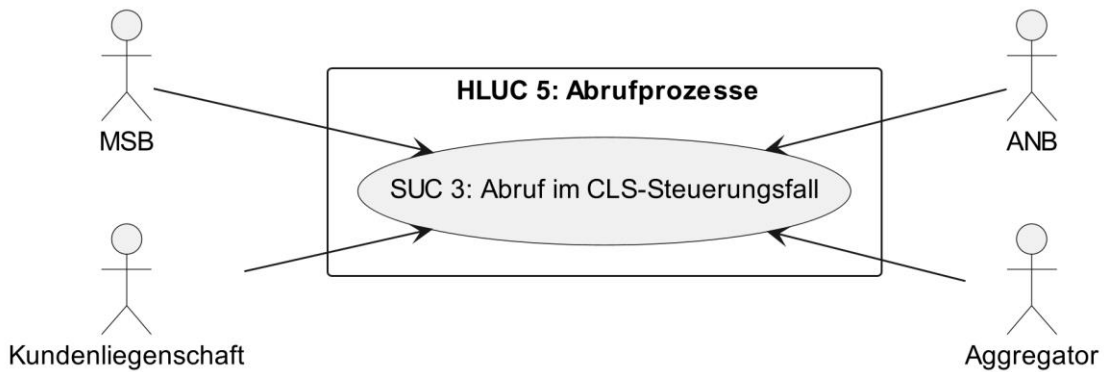 HLUC 5: Abrufprozesse
MSB
ANB
SUC 3: Abruf im CLS-Steuerungsfall
Kundenliegenschaft
Aggregator